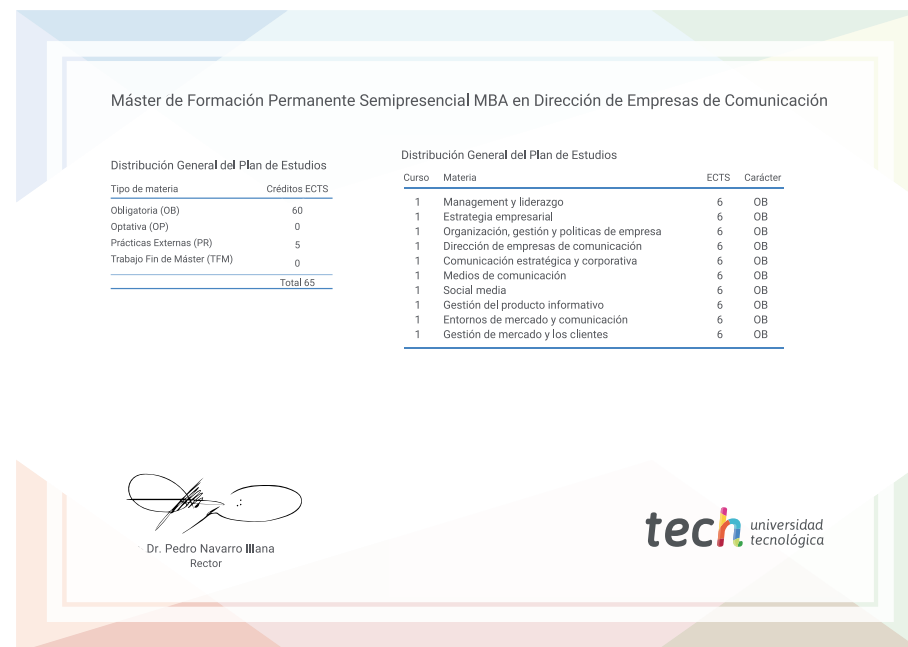 Máster de Formación Permanente Semipresencial MBA en Dirección de Empresas de Comunicación
Distribución General del Plan de Estudios
Tipo de materia Créditos ECTS
Obligatoria (OB) 60
Optativa (OP) 0
Prácticas Externas (PR) 5
Trabajo Fin de Máster (TFM) 0
Total 65
Distribución General del Plan de Estudios
Curso Materia ECTS Carácter
1 Management y liderazgo 6 OB
1 Estrategia empresarial 6 OB
1 Organización, gestión y politicas de empresa 6 OB
1 Dirección de empresas de comunicación 6 OB
1 Comunicación estratégica y corporativa 6 OB
1 Medios de comunicación 6 OB
1 Social media 6 OB
1 Gestión del producto informativo 6 OB
1 Entornos de mercado y comunicación 6 OB
1 Gestión de mercado y los clientes 6 OB
Dr. Pedro Navarro Illana
Rector
tech universidad
tecnológica